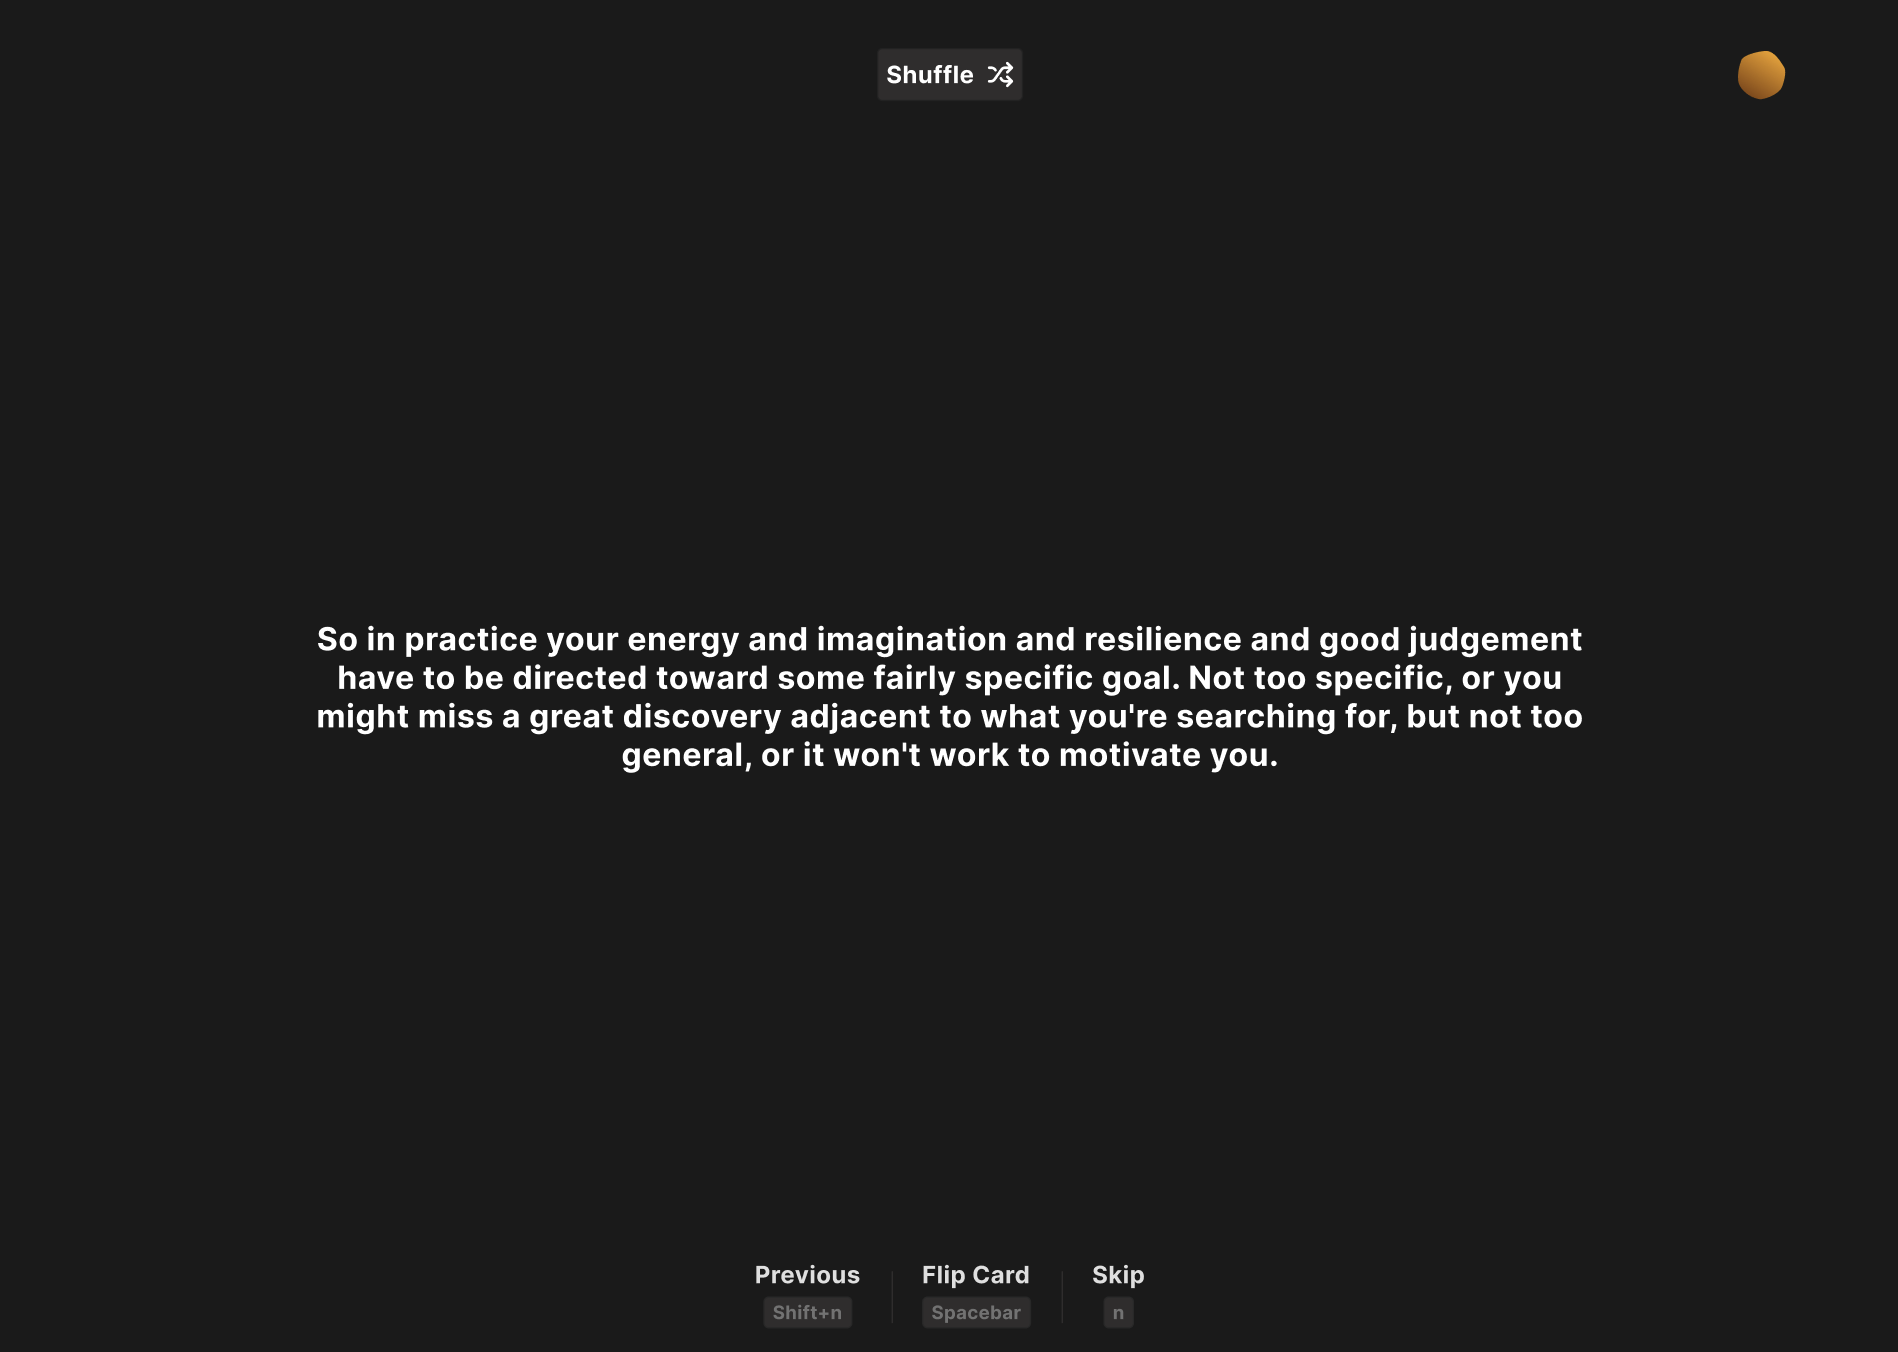 Shuffle
So in practice your energy and imagination and resilience and good judgement
have to be directed toward some fairly specific goal. Not too specific, or you
might miss a great discovery adjacent to what you're searching for, but not too
general, or it won't work to motivate you.
Previous
Shift+n
Flip Card
Spacebar
Skip
n